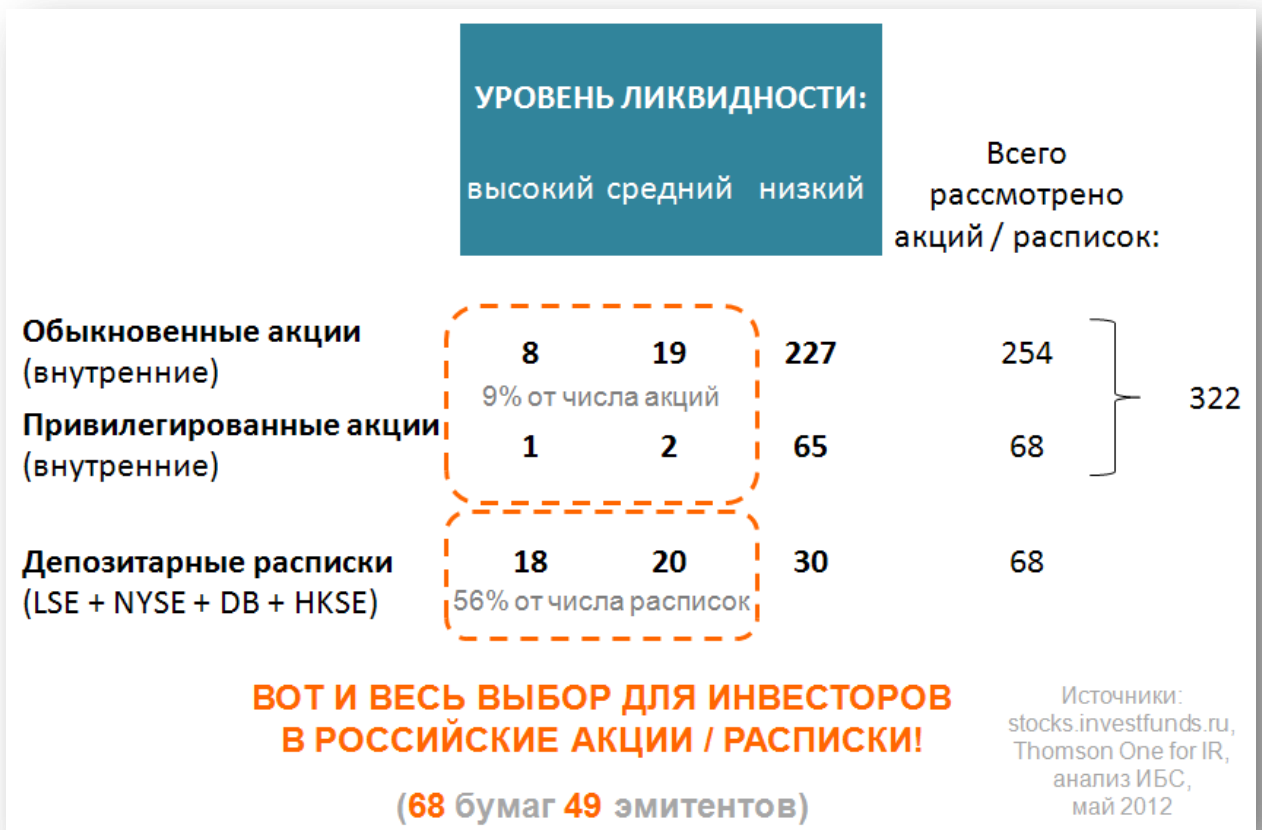 УРОВЕНЬ ЛИКВИДНОСТИ:
высокий средний низкий
Всего
рассмотрено
акций / расписок:
Обыкновенные акции
(внутренние)
8 19 227 254
9% от числа акций
322
Привилегированные акции
(внутренние)
1 2 65 68
Депозитарные расписки
(LSE + NYSE + DB + HKSE)
18 20 30 68
56% от числа расписок
ВОТ И ВЕСЬ ВЫБОР ДЛЯ ИНВЕСТОРОВ
В РОССИЙСКИЕ АКЦИИ / РАСПИСКИ!
(68 бумаг 49 эмитентов)
Источники:
stocks.investfunds.ru,
Thomson One for IR,
анализ ИБС,
май 2012